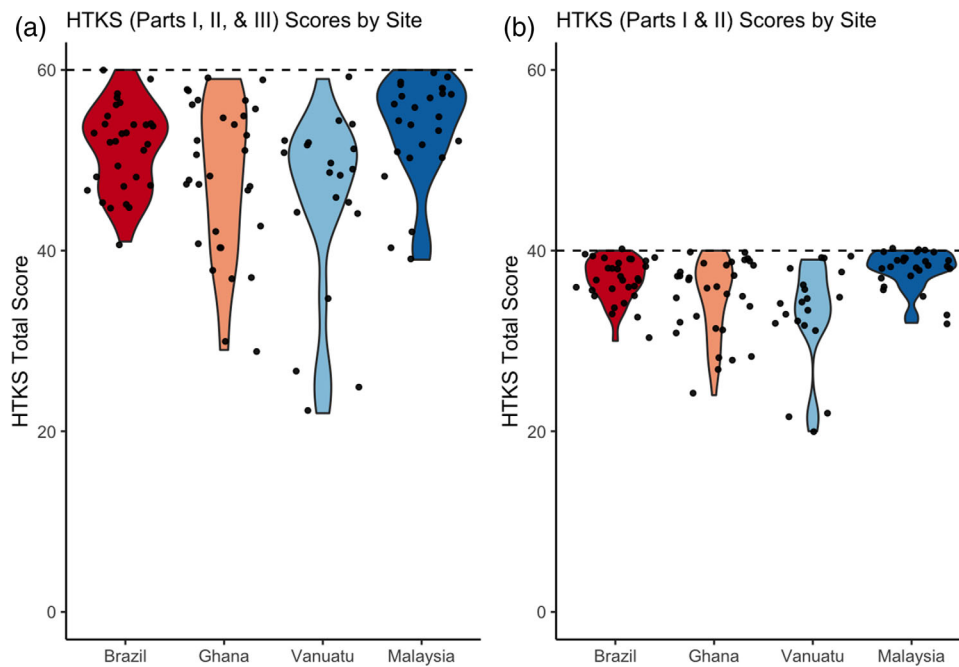 (a) HTKS (Parts I, II, & III) Scores by Site
HTKS Total Score
60
40
20
0
Brazil Ghana Vanuatu Malaysia
(b) HTKS (Parts I & II) Scores by Site
HTKS Total Score
60
40
20
0
Brazil Ghana Vanuatu Malaysia